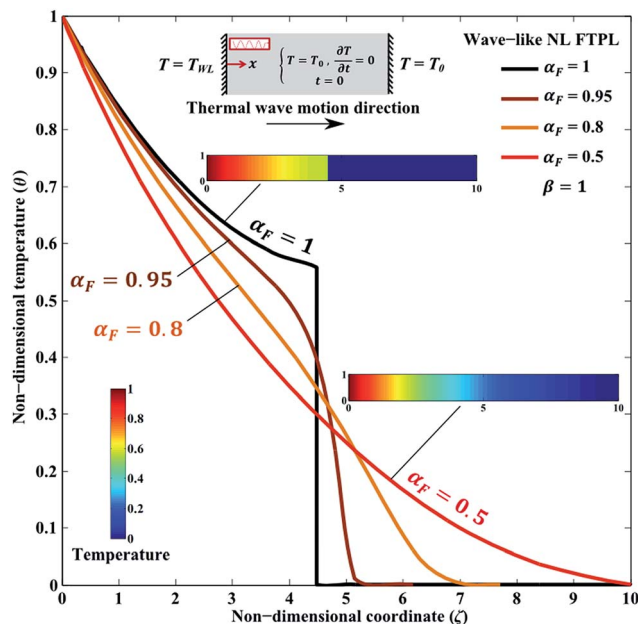 Wave-like NL FTPL
α_F = 1
α_F = 0.95
α_F = 0.8
α_F = 0.5
β = 1
T = T_WL
x
T = T_0 , ∂T/∂t = 0
t = 0
T = T_0
Thermal wave motion direction
1
0
0
5
10
α_F = 1
α_F = 0.95
α_F = 0.8
1
0
0
5
10
α_F = 0.5
1
0.8
0.6
0.4
0.2
0
Temperature
Non-dimensional temperature (θ)
1
0.9
0.8
0.7
0.6
0.5
0.4
0.3
0.2
0.1
0
0 1 2 3 4 5 6 7 8 9 10
Non-dimensional coordinate (ζ)